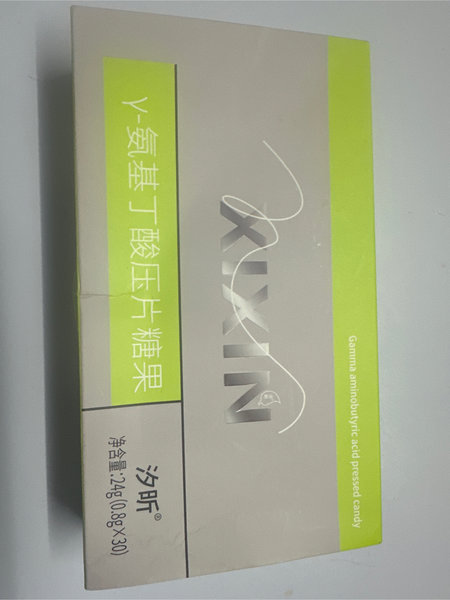 Gamma aminobutyric acid pressed candy
XIXIN
γ-氨基丁酸压片糖果
汐昕®
净含量:24g(0.8g×30)